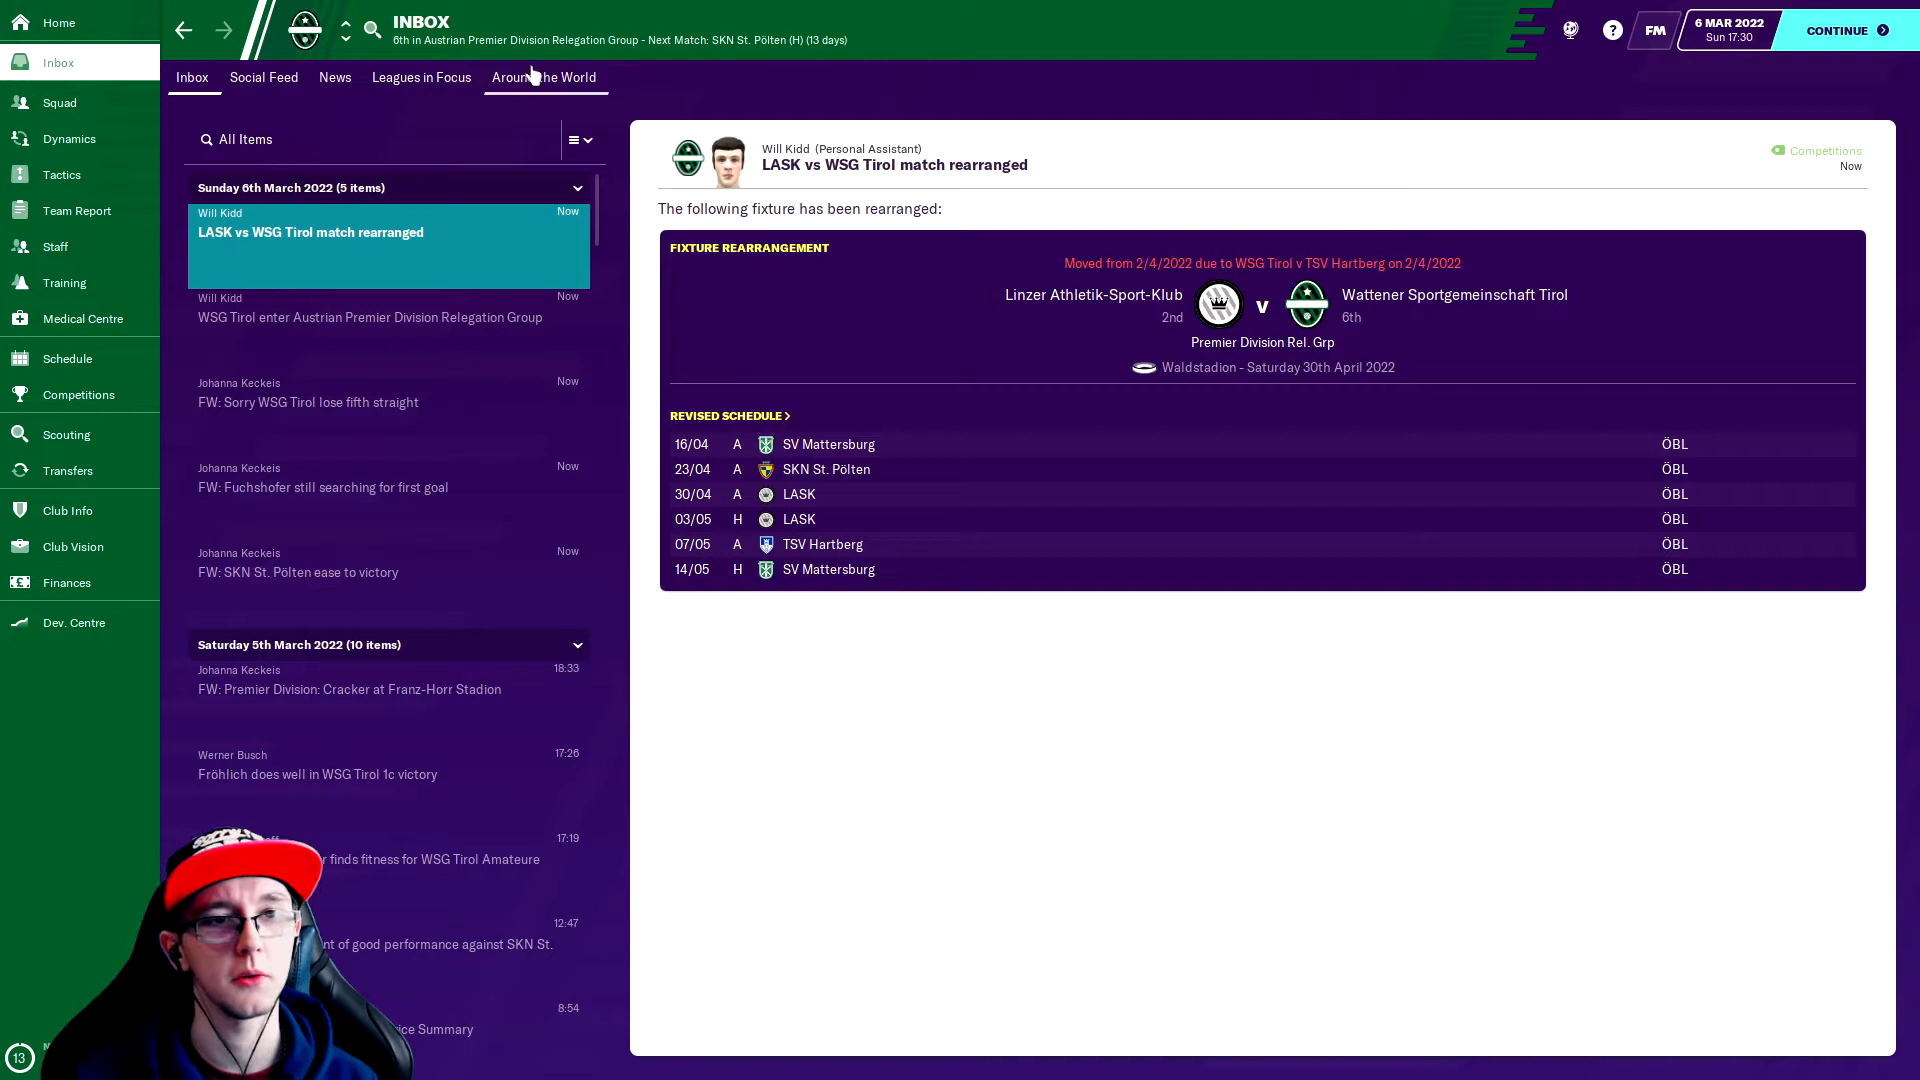 Home
Inbox
Squad
Dynamics
Tactics
Team Report
Staff
Training
Medical Centre
Schedule
Competitions
Scouting
Transfers
Club Info
Club Vision
Finances
Dev. Centre
13
INBOX
6th in Austrian Premier Division Relegation Group - Next Match: SKN St. Pölten (H) (13 days)
FM
6 MAR 2022
Sun 17:30
CONTINUE
Inbox
Social Feed
News
Leagues in Focus
Around the World
All Items
Sunday 6th March 2022 (5 items)
Will Kidd Now
LASK vs WSG Tirol match rearranged
Will Kidd Now
WSG Tirol enter Austrian Premier Division Relegation Group
Johanna Keckeis Now
FW: Sorry WSG Tirol lose fifth straight
Johanna Keckeis Now
FW: Fuchshofer still searching for first goal
Johanna Keckeis Now
FW: SKN St. Pölten ease to victory
Saturday 5th March 2022 (10 items)
Johanna Keckeis 18:33
FW: Premier Division: Cracker at Franz-Horr Stadion
Werner Busch 17:26
Fröhlich does well in WSG Tirol 1c victory
17:19
finds fitness for WSG Tirol Amateure
12:47
of good performance against SKN St.
8:54
Summary
Will Kidd (Personal Assistant)
LASK vs WSG Tirol match rearranged
Competitions
Now
The following fixture has been rearranged:
FIXTURE REARRANGEMENT
Moved from 2/4/2022 due to WSG Tirol v TSV Hartberg on 2/4/2022
Linzer Athletik-Sport-Klub v Wattener Sportgemeinschaft Tirol
2nd 6th
Premier Division Rel. Grp
Waldstadion - Saturday 30th April 2022
REVISED SCHEDULE >
16/04 A SV Mattersburg ÖBL
23/04 A SKN St. Pölten ÖBL
30/04 A LASK ÖBL
03/05 H LASK ÖBL
07/05 A TSV Hartberg ÖBL
14/05 H SV Mattersburg ÖBL